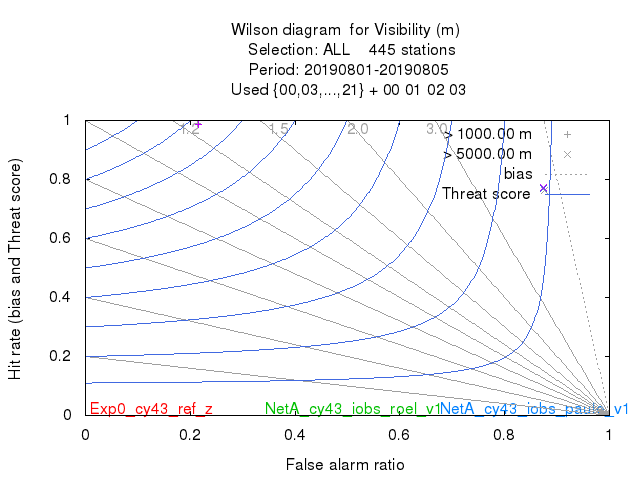 Wilson diagram for Visibility (m)
Selection: ALL 445 stations
Period: 20190801-20190805
Used {00,03,...,21} + 00 01 02 03
Hit rate (bias and Threat score)
1
0.8
0.6
0.4
0.2
0
1.2
1.5
2.0
3.0
> 1000.00 m
> 5000.00 m
bias
Threat score
Exp0_cy43_ref_z
NetA_cy43_iobs_roel_v1
NetA_cy43_iobs_paulo_v1
0
0.2
0.4
0.6
0.8
1
False alarm ratio